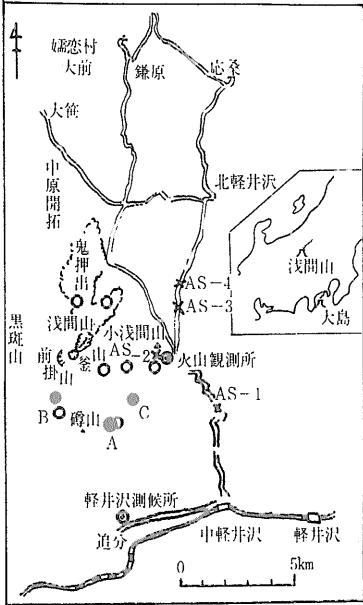 4
嬬恋村
大前
鎌原
応桑
大笹
中原開拓
北軽井沢
鬼押出
AS-4
浅間山
AS-3
大島
浅間山
小浅間山
黒斑山
前掛山
釜山
AS-2
火山観測所
AS-1
B
C
磚山
A
軽井沢測候所
追分
中軽井沢
軽井沢
0 5km